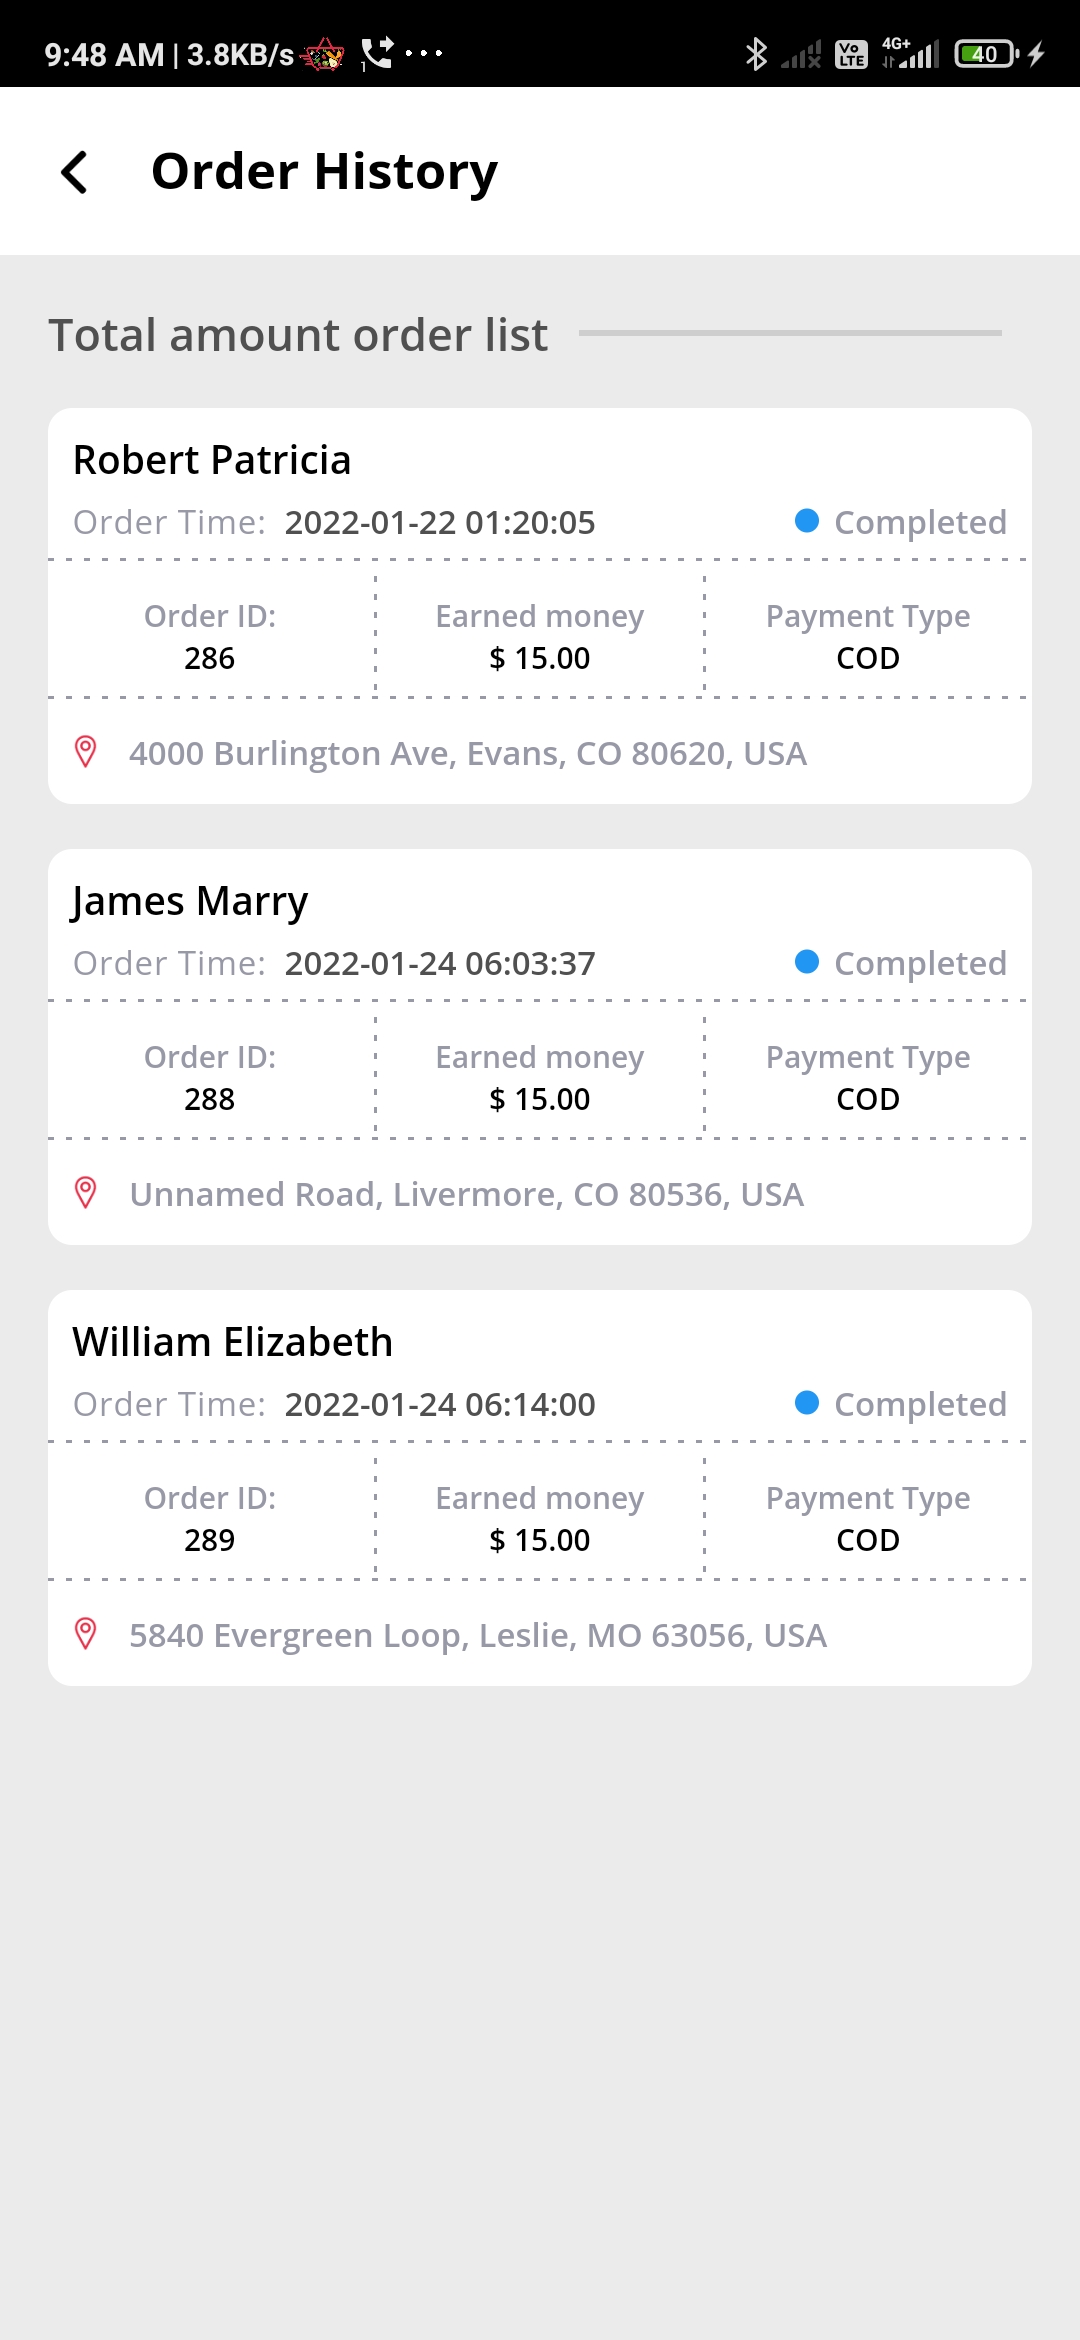 9:48 AM | 3.8KB/s
1
Vo
LTE
4G+
40
Order History
Total amount order list
Robert Patricia
Order Time: 2022-01-22 01:20:05 Completed
Order ID: Earned money Payment Type
286 $ 15.00 COD
4000 Burlington Ave, Evans, CO 80620, USA
James Marry
Order Time: 2022-01-24 06:03:37 Completed
Order ID: Earned money Payment Type
288 $ 15.00 COD
Unnamed Road, Livermore, CO 80536, USA
William Elizabeth
Order Time: 2022-01-24 06:14:00 Completed
Order ID: Earned money Payment Type
289 $ 15.00 COD
5840 Evergreen Loop, Leslie, MO 63056, USA